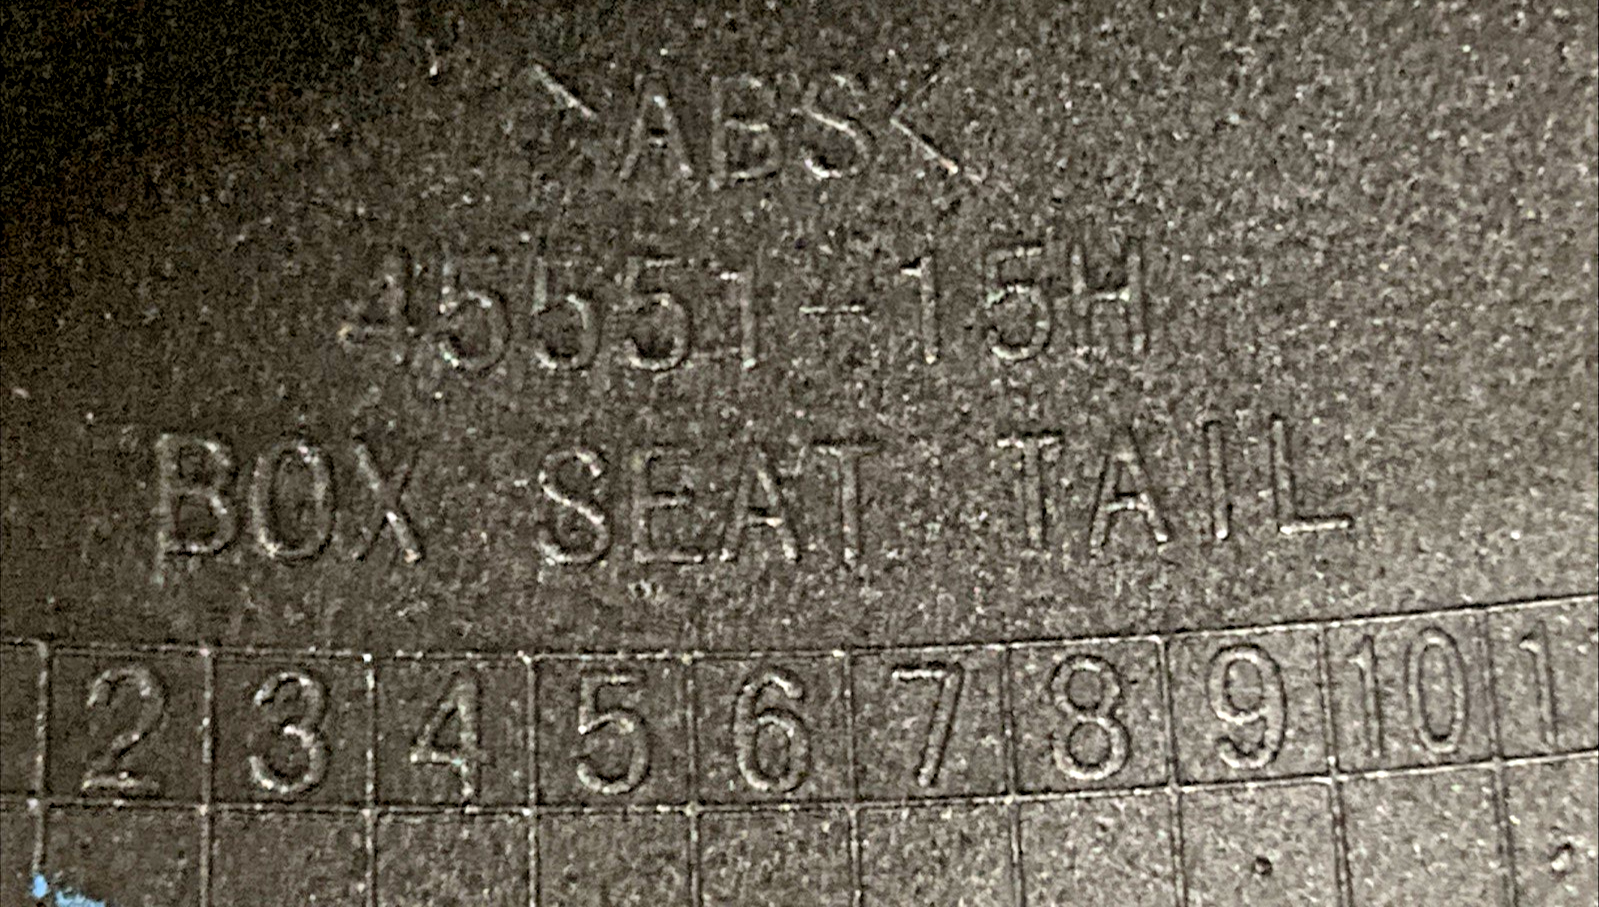 >ABS<
45551-15H
BOX SEAT TAIL
2 3 4 5 6 7 8 9 10 1